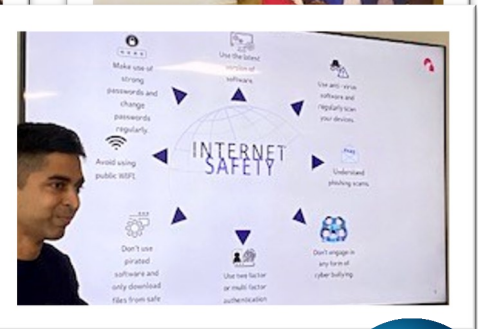 Make use of
strong
passwords and
change
passwords
regularly.
Use the latest
version of
software.
Use anti-virus
software and
regularly scan
your devices.
Avoid using
public WIFI.
INTERNET
SAFETY
Understand
phishing scams.
Don't use
pirated
software and
only download
files from safe
Use two factor
or multi factor
authentication
Don't engage in
any form of
cyber bullying.